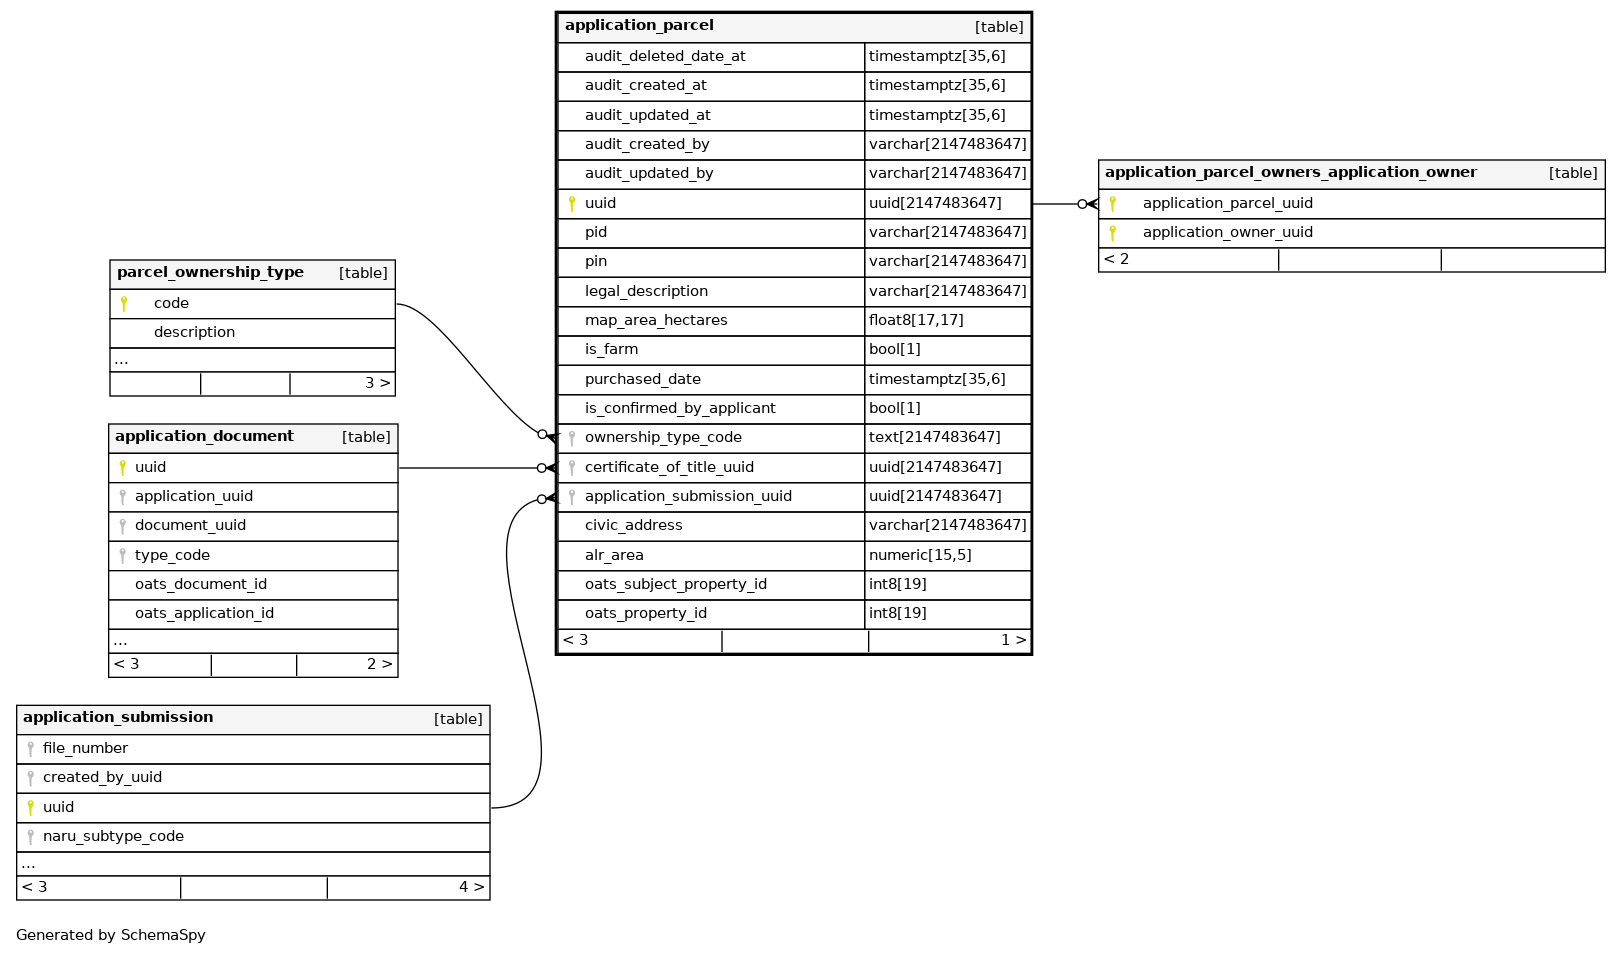 application_parcel [table]
audit_deleted_date_at timestamptz[35,6]
audit_created_at timestamptz[35,6]
audit_updated_at timestamptz[35,6]
audit_created_by varchar[2147483647]
audit_updated_by varchar[2147483647]
uuid uuid[2147483647]
pid varchar[2147483647]
pin varchar[2147483647]
legal_description varchar[2147483647]
map_area_hectares float8[17,17]
is_farm bool[1]
purchased_date timestamptz[35,6]
is_confirmed_by_applicant bool[1]
ownership_type_code text[2147483647]
certificate_of_title_uuid uuid[2147483647]
application_submission_uuid uuid[2147483647]
civic_address varchar[2147483647]
alr_area numeric[15,5]
oats_subject_property_id int8[19]
oats_property_id int8[19]
< 3 1 >
application_parcel_owners_application_owner [table]
application_parcel_uuid
application_owner_uuid
< 2
parcel_ownership_type [table]
code
description
...
3 >
application_document [table]
uuid
application_uuid
document_uuid
type_code
oats_document_id
oats_application_id
...
< 3 2 >
application_submission [table]
file_number
created_by_uuid
uuid
naru_subtype_code
...
< 3 4 >
Generated by SchemaSpy